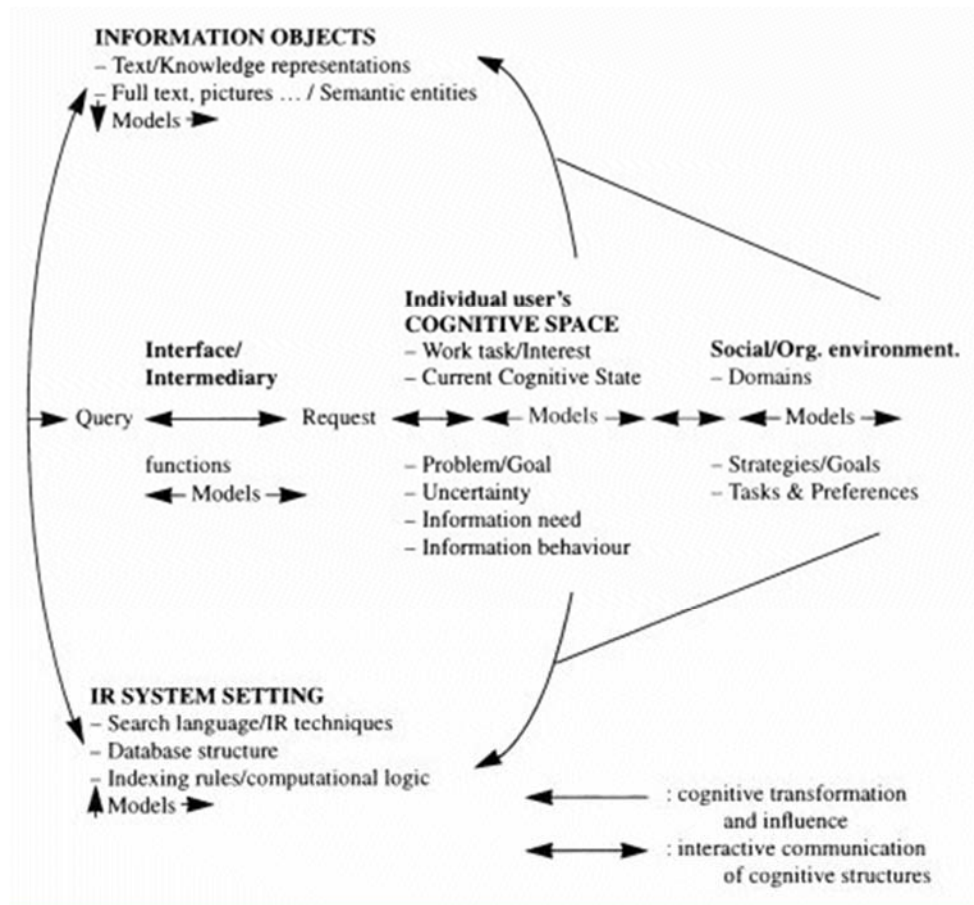 INFORMATION OBJECTS
– Text/Knowledge representations
– Full text, pictures … / Semantic entities
Models
Individual user's
COGNITIVE SPACE
– Work task/Interest
– Current Cognitive State
Interface/
Intermediary
Social/Org. environment.
– Domains
Query
Request
Models
Models
functions
Models
– Problem/Goal
– Uncertainty
– Information need
– Information behaviour
– Strategies/Goals
– Tasks & Preferences
IR SYSTEM SETTING
– Search language/IR techniques
– Database structure
– Indexing rules/computational logic
Models
: cognitive transformation
and influence
: interactive communication
of cognitive structures